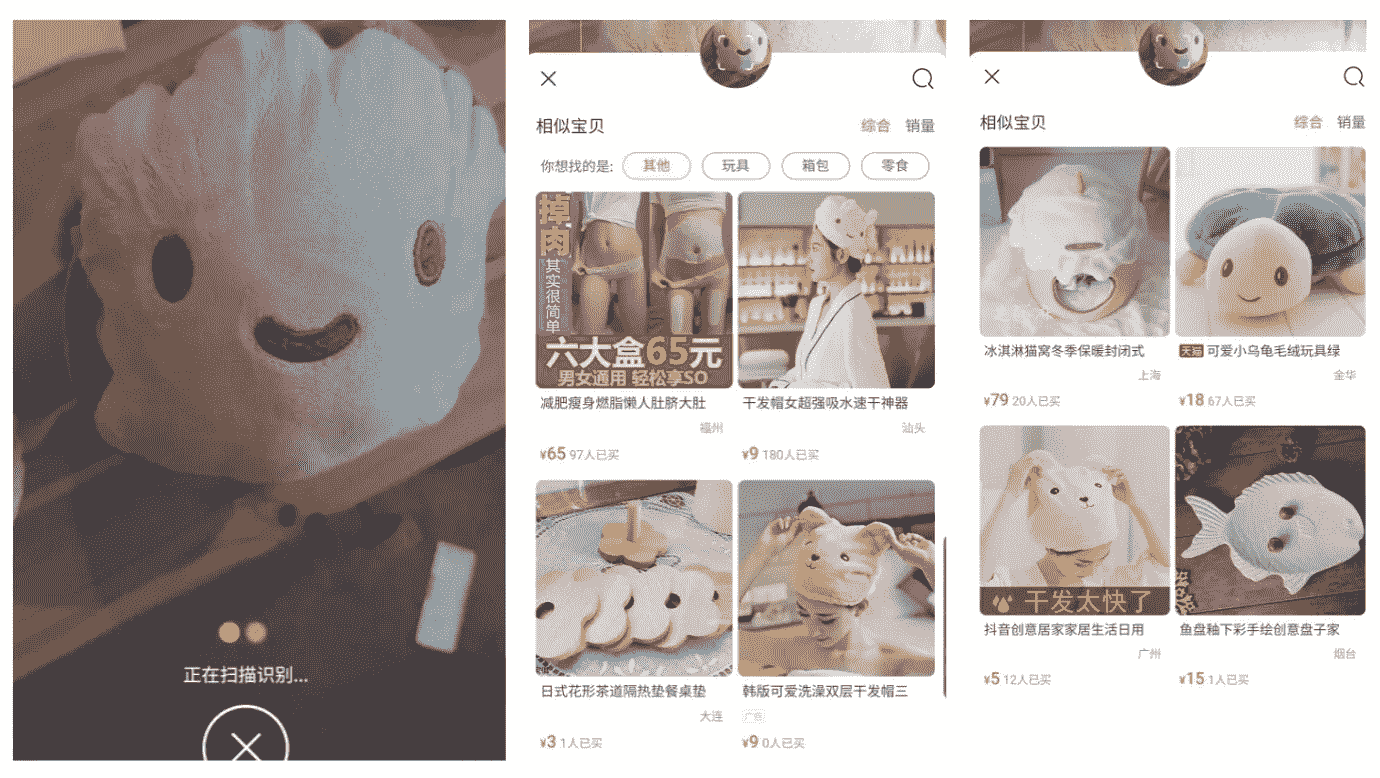 正在扫描识别...
相似宝贝
综合 销量
你想找的是: 其他 玩具 箱包 零食
掉肉
其实很简单
六大盒65元
男女通用 轻松享SO
减肥瘦身燃脂懒人肚脐大肚
福州
¥65 97人已买
干发帽女超强吸水速干神器
汕头
¥9 180人已买
日式花形茶道隔热垫餐桌垫
大连
¥3 1人已买
韩版可爱洗澡双层干发帽三
广告
¥9 0人已买
相似宝贝
综合 销量
冰淇淋猫窝冬季保暖封闭式
上海
¥79 20人已买
天猫 可爱小乌龟毛绒玩具绿
金华
¥18 67人已买
干发太快了
抖音创意居家家居生活日用
广州
¥5 12人已买
鱼盘釉下彩手绘创意盘子家
烟台
¥15 1人已买